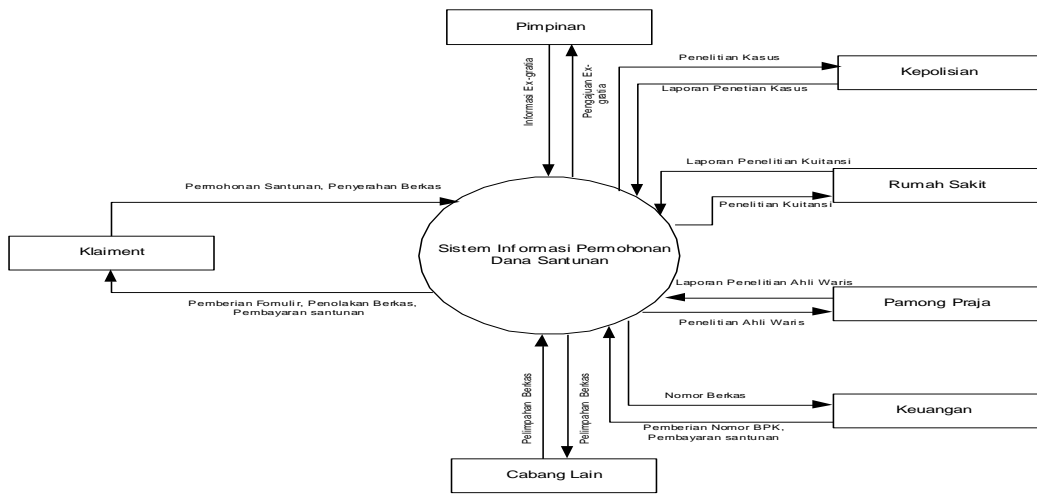 Pimpinan
Informasi Ex-gratia
Pengajuan Ex-
gratia
Penelitian Kasus
Kepolisian
Laporan Penetian Kasus
Laporan Penelitian Kuitansi
Rumah Sakit
Penelitian Kuitansi
Permohonan Santunan, Penyerahan Berkas
Klaiment
Sistem Informasi Permohonan
Dana Santunan
Pemberian Fomulir, Penolakan Berkas,
Pembayaran santunan
Laporan Penelitian Ahli Waris
Pamong Praja
Penelitian Ahli Waris
Pelimpahan Berkas
Pelimpahan Berkas
Nomor Berkas
Keuangan
Pemberian Nomor BPK,
Pembayaran santunan
Cabang Lain